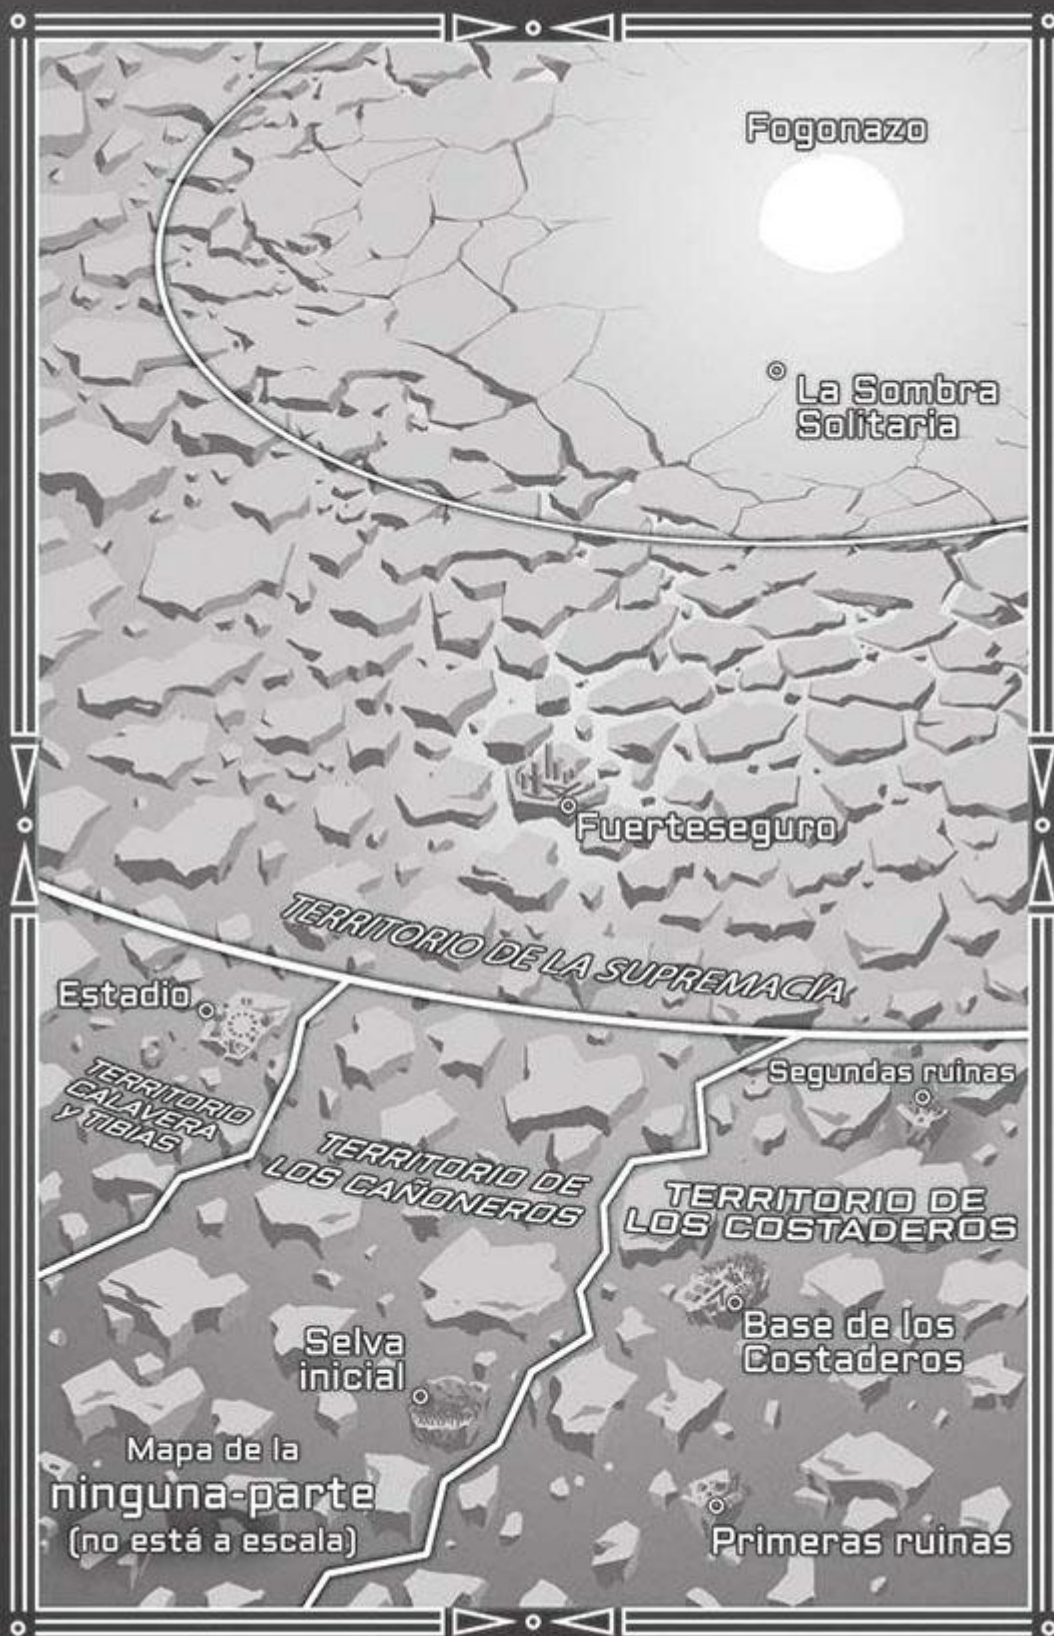 Fogonazo
La Sombra
Solitaria
Fuerteseguro
TERRITORIO DE LA SUPREMACÍA
Estadio
TERRITORIO
CALAVERA
y TIBIAS
Segundas ruinas
TERRITORIO DE
LOS CAÑONEROS
TERRITORIO DE
LOS COSTADEROS
Base de los
Costaderos
Selva
inicial
Mapa de la
ninguna-parte
(no está a escala)
Primeras ruinas